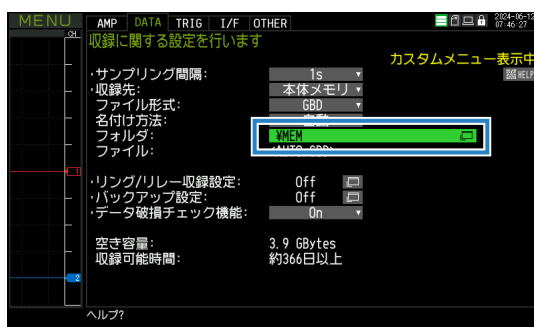 MENU AMP DATA TRIG I/F OTHER 2024-06-12
CH 07:46:27
収録に関する設定を行います
カスタムメニュー表示中
HELP
・サンプリング間隔: 1s
・収録先: 本体メモリ
ファイル形式: GBD
名付け方法: 自動
フォルダ: ¥MEM
ファイル: <AUTO.GBD>
1
・リング/リレー収録設定: Off
・バックアップ設定: Off
・データ破損チェック機能: On
空き容量: 3.9 GBytes
収録可能時間: 約366日以上
2
ヘルプ?